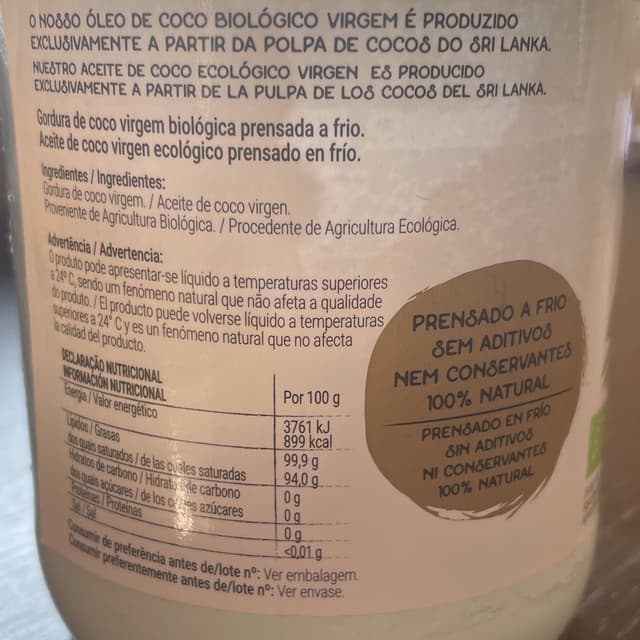 O NOSSO ÓLEO DE COCO BIOLÓGICO VIRGEM É PRODUZIDO
EXCLUSIVAMENTE A PARTIR DA POLPA DE COCOS DO SRI LANKA.
NUESTRO ACEITE DE COCO ECOLÓGICO VIRGEN ES PRODUCIDO
EXCLUSIVAMENTE A PARTIR DE LA PULPA DE LOS COCOS DEL SRI LANKA.
Gordura de coco virgem biológica prensada a frio.
Aceite de coco virgen ecológico prensado en frío.
Ingredientes / Ingredientes:
Gordura de coco virgem. / Aceite de coco virgen.
Proveniente de Agricultura Biológica. / Procedente de Agricultura Ecológica.
Advertência / Advertencia:
O produto pode apresentar-se líquido a temperaturas superiores
a 24º C, sendo um fenómeno natural que não afeta a qualidade
do produto. / El producto puede volverse líquido a temperaturas
superiores a 24º C y es un fenómeno natural que no afecta
la calidad del producto.
DECLARAÇÃO NUTRICIONAL
INFORMACIÓN NUTRICIONAL
Por 100 g
Energia / Valor energético
3761 kJ
899 kcal
Lípidos / Grasas
99,9 g
dos quais saturados / de las cuales saturadas
94,0 g
Hidratos de carbono / Hidratos de carbono
0 g
dos quais açúcares / de los cuales azúcares
0 g
Proteínas / Proteínas
0 g
Sal / Sal
<0,01 g
Consumir de preferência antes de/lote nº: Ver embalagem.
Consumir preferentemente antes de/lote nº: Ver envase.
PRENSADO A FRIO
SEM ADITIVOS
NEM CONSERVANTES
100% NATURAL
PRENSADO EN FRÍO
SIN ADITIVOS
NI CONSERVANTES
100% NATURAL